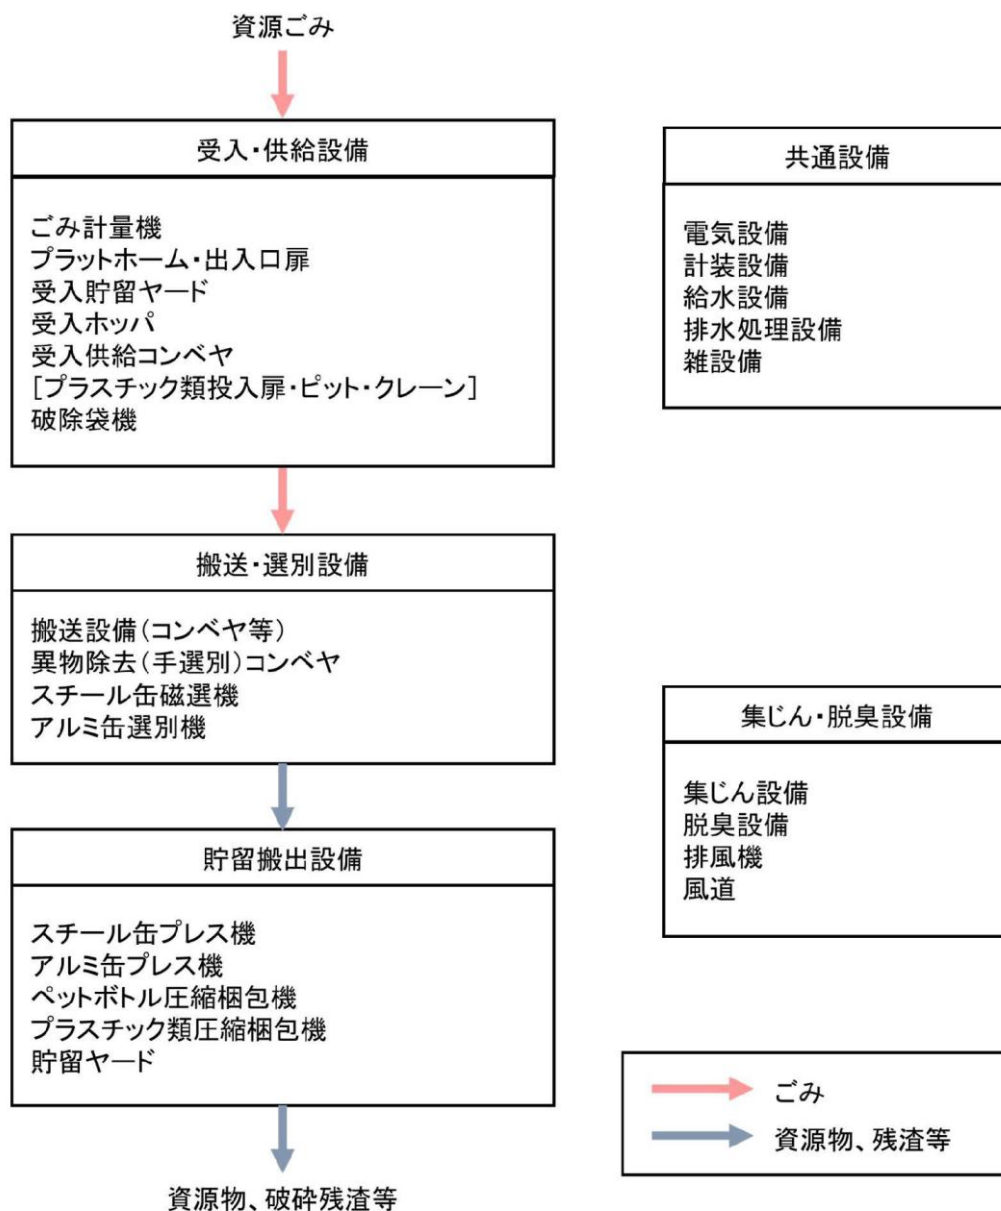 資源ごみ
受入・供給設備
ごみ計量機
プラットホーム・出入口扉
受入貯留ヤード
受入ホッパ
受入供給コンベヤ
[プラスチック類投入扉・ピット・クレーン]
破除袋機
搬送・選別設備
搬送設備(コンベヤ等)
異物除去(手選別)コンベヤ
スチール缶磁選機
アルミ缶選別機
貯留搬出設備
スチール缶プレス機
アルミ缶プレス機
ペットボトル圧縮梱包機
プラスチック類圧縮梱包機
貯留ヤード
資源物、破砕残渣等
共通設備
電気設備
計装設備
給水設備
排水処理設備
雑設備
集じん・脱臭設備
集じん設備
脱臭設備
排風機
風道
ごみ
資源物、残渣等